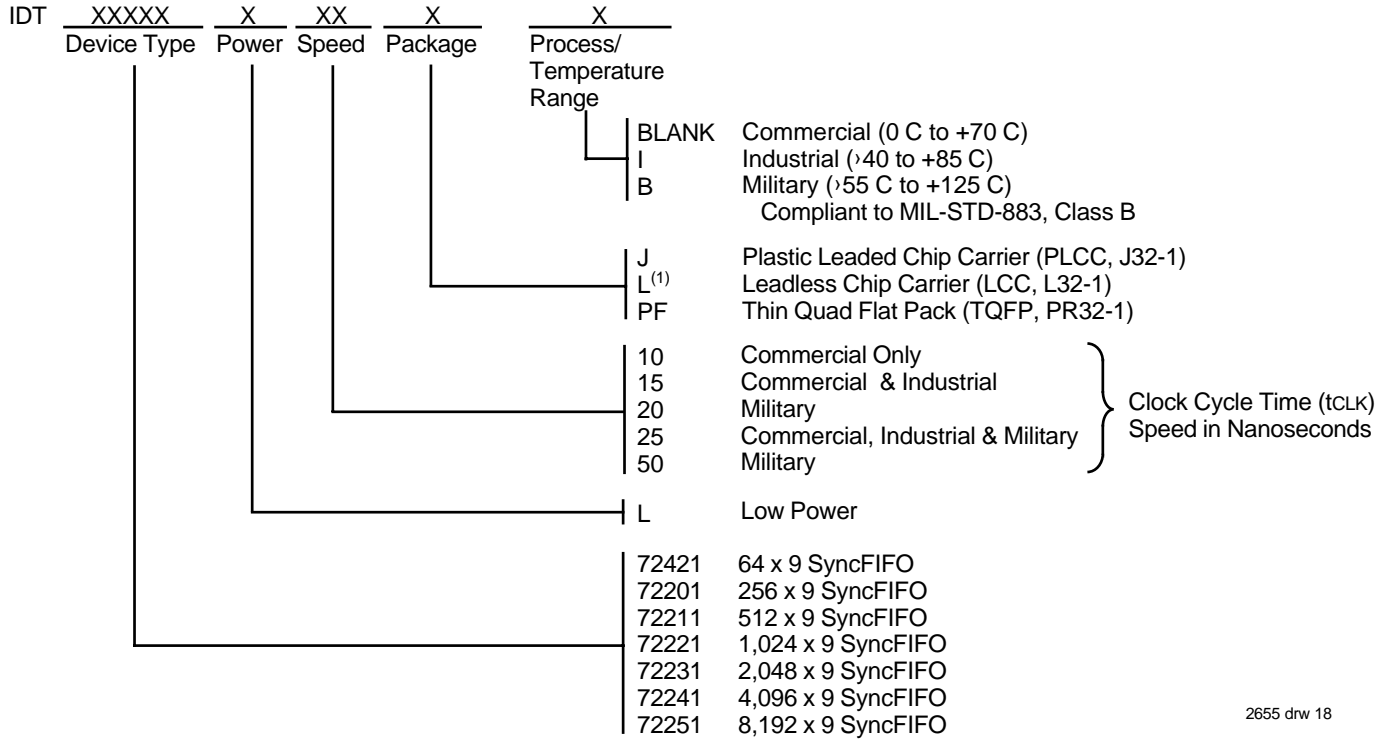 IDT XXXXX X XX X X
Device Type Power Speed Package Process/
Temperature
Range
BLANK Commercial (0 C to +70 C)
I Industrial (›40 to +85 C)
B Military (›55 C to +125 C)
Compliant to MIL-STD-883, Class B
J Plastic Leaded Chip Carrier (PLCC, J32-1)
L(1) Leadless Chip Carrier (LCC, L32-1)
PF Thin Quad Flat Pack (TQFP, PR32-1)
10 Commercial Only
15 Commercial & Industrial
20 Military
25 Commercial, Industrial & Military
50 Military
Clock Cycle Time (tCLK)
Speed in Nanoseconds
L Low Power
72421 64 x 9 SyncFIFO
72201 256 x 9 SyncFIFO
72211 512 x 9 SyncFIFO
72221 1,024 x 9 SyncFIFO
72231 2,048 x 9 SyncFIFO
72241 4,096 x 9 SyncFIFO
72251 8,192 x 9 SyncFIFO
2655 drw 18